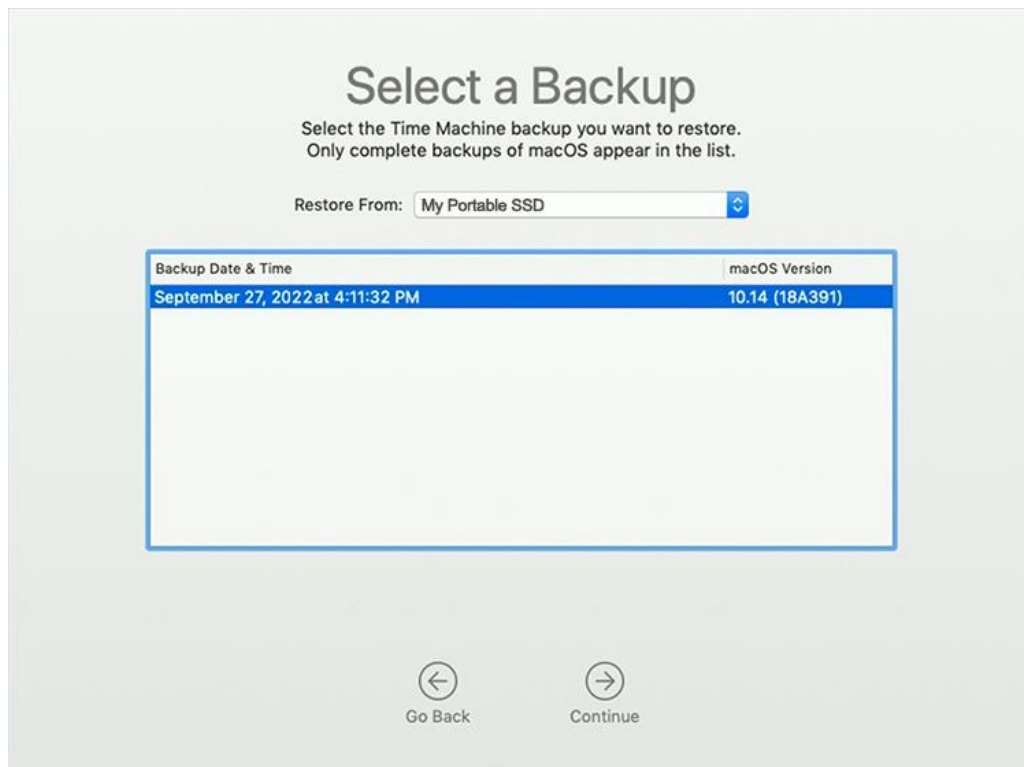 Select a Backup
Select the Time Machine backup you want to restore.
Only complete backups of macOS appear in the list.
Restore From: My Portable SSD
Backup Date & Time macOS Version
September 27, 2022 at 4:11:32 PM 10.14 (18A391)
Go Back Continue